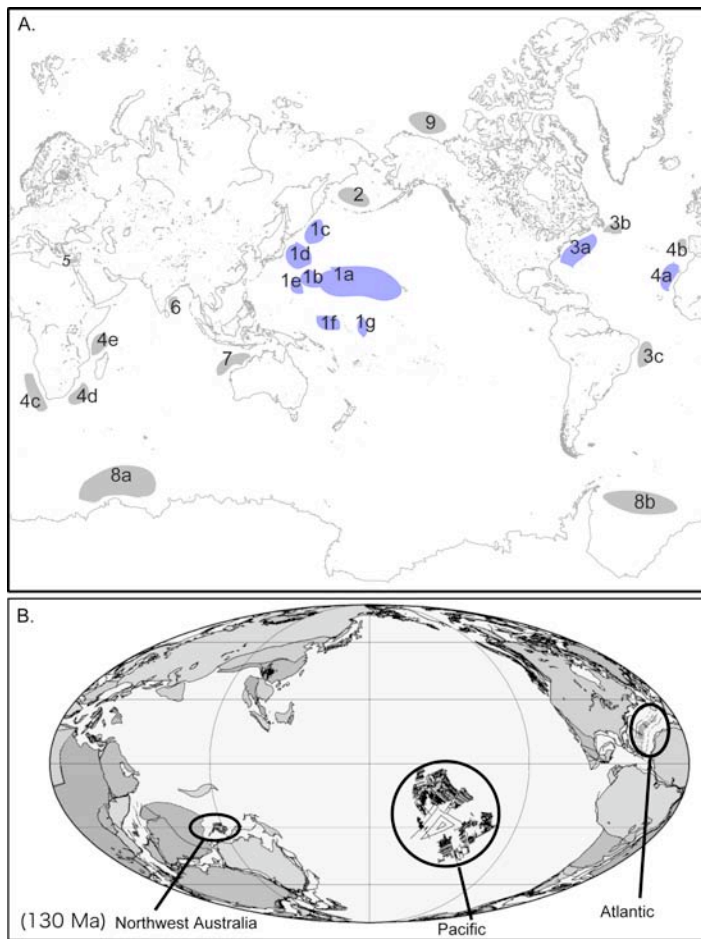 A.
9
2
3b
1c
3a
4b
1d
5
1b 1a
4a
1e
6
1f 1g
4e
7
3c
4c 4d
8a
8b
B.
Atlantic
(130 Ma) Northwest Australia
Pacific